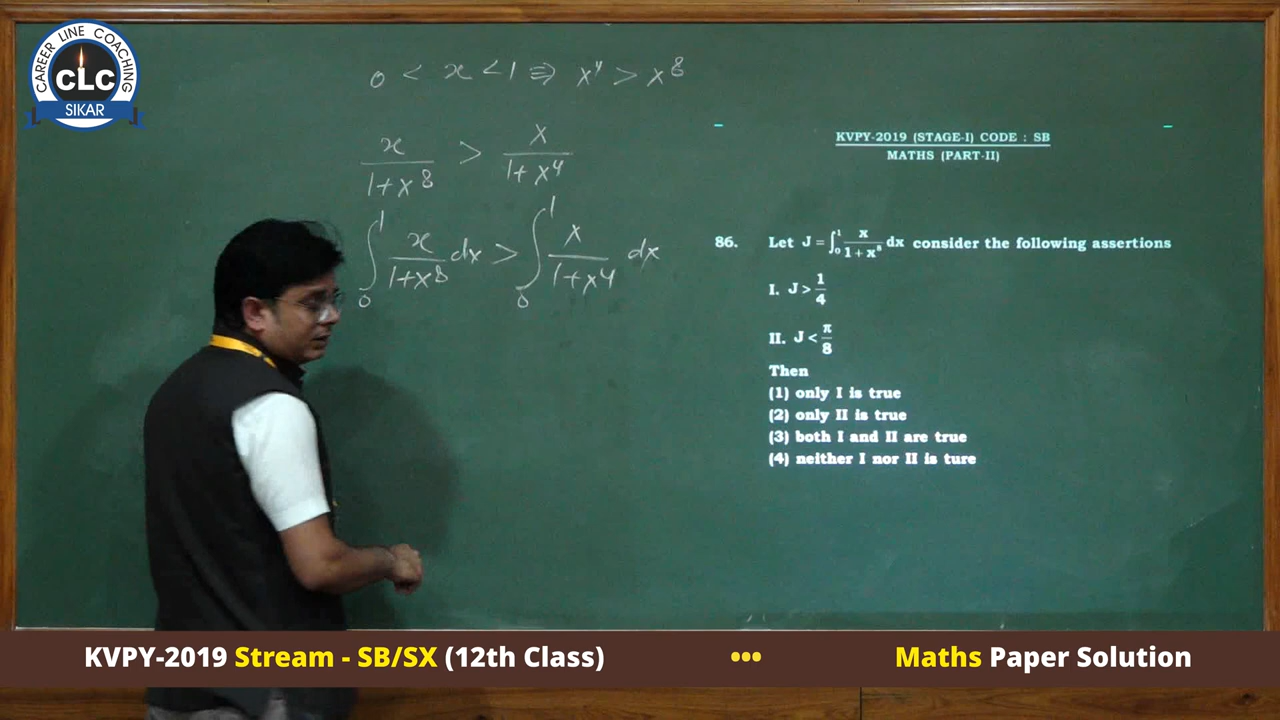 CAREER LINE COACHING
CLC
SIKAR
0 < x < 1 ⇒ x⁴ > x⁸
x/(1+x⁸) > x/(1+x⁴)
∫₀¹ x/(1+x⁸) dx > ∫₀¹ x/(1+x⁴) dx
KVPY-2019 (STAGE-I) CODE : SB
MATHS (PART-II)
86. Let J = ∫₀¹ x/(1+x⁸) dx consider the following assertions
I. J > 1/4
II. J < π/8
Then
(1) only I is true
(2) only II is true
(3) both I and II are true
(4) neither I nor II is ture
KVPY-2019 Stream - SB/SX (12th Class) ••• Maths Paper Solution